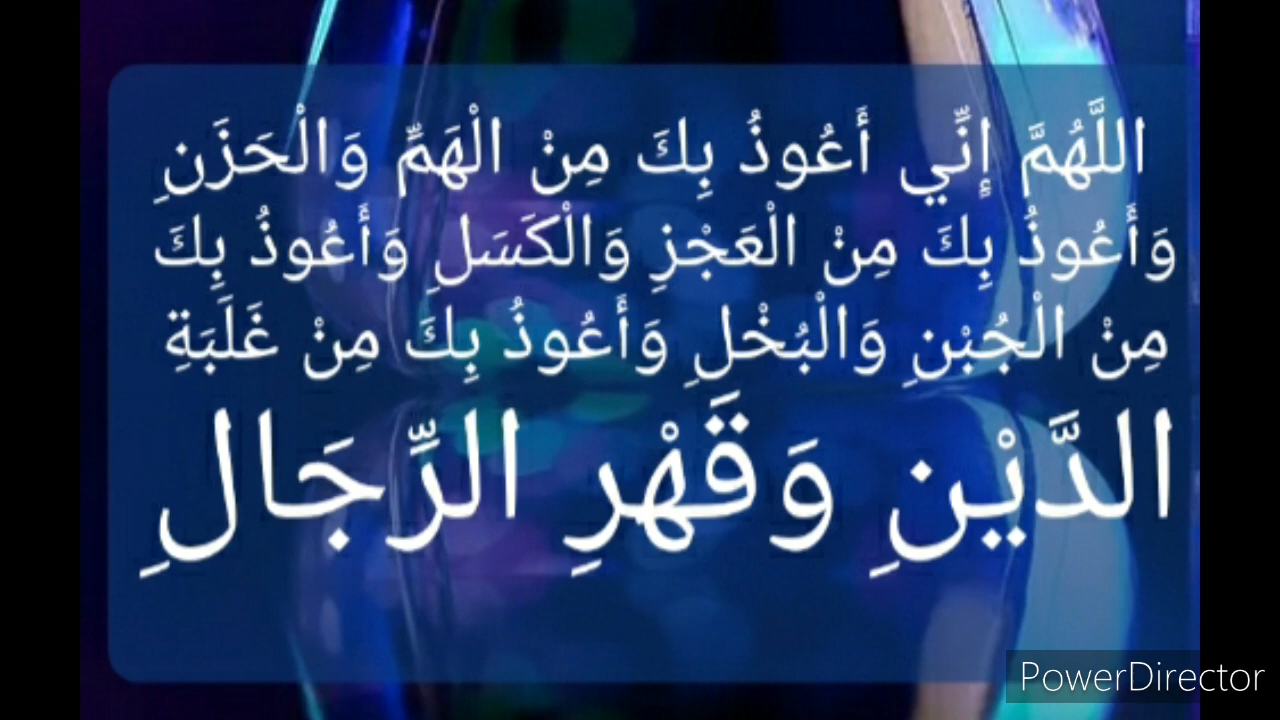 اللَّهُمَّ إِنِّي أَعُوذُ بِكَ مِنْ الْهَمِّ وَالْحَزَنِ
وَأَعُوذُ بِكَ مِنْ الْعَجْزِ وَالْكَسَلِ وَأَعُوذُ بِكَ
مِنْ الْجُبْنِ وَالْبُخْلِ وَأَعُوذُ بِكَ مِنْ غَلَبَةِ
الدَّيْنِ وَقَهْرِ الرِّجَالِ
PowerDirector